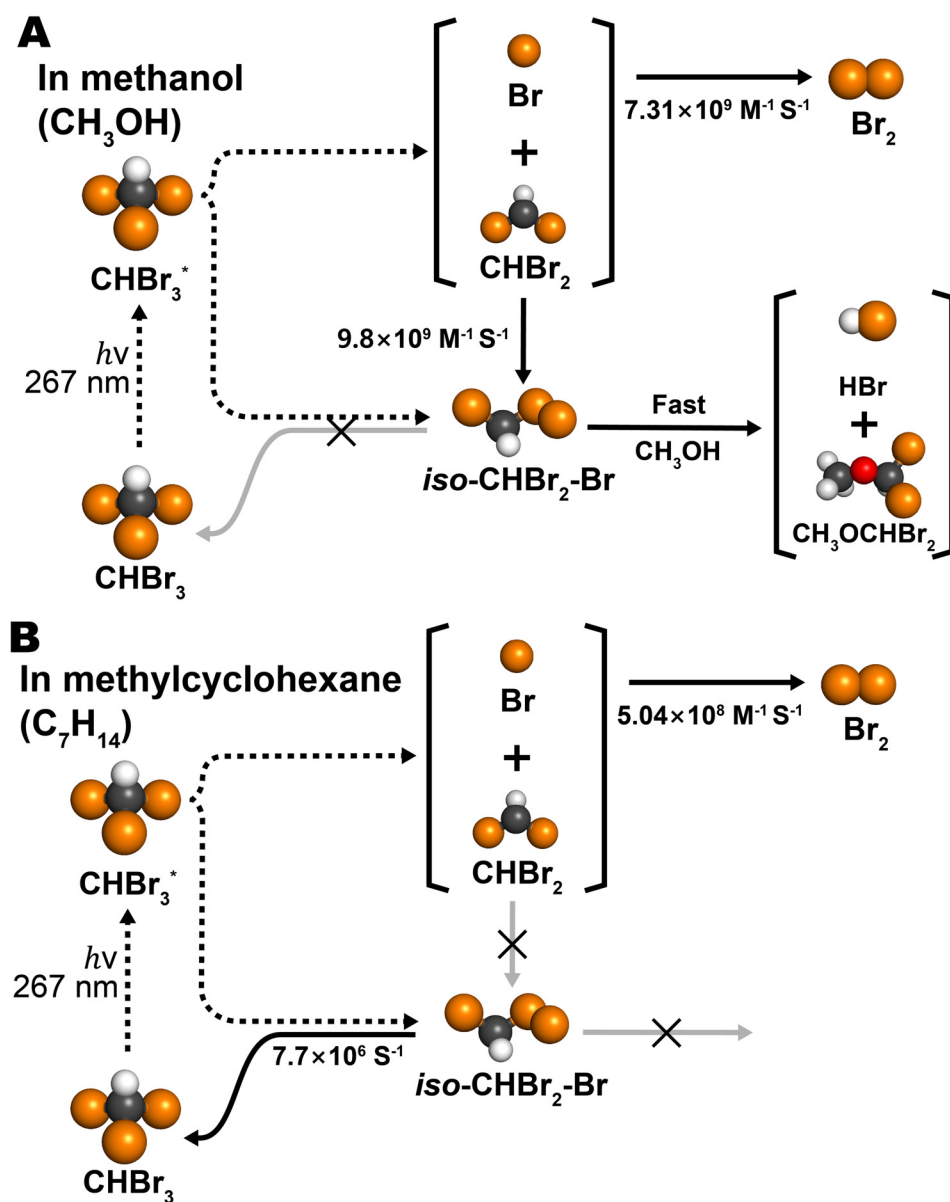 A
In methanol
(CH₃OH)
Br
7.31×10⁹ M⁻¹ S⁻¹
Br₂
+
CHBr₂
CHBr₃*
hν
267 nm
9.8×10⁹ M⁻¹ S⁻¹
HBr
Fast
+
CH₃OH
iso-CHBr₂-Br
CH₃OCHBr₂
CHBr₃
B
In methylcyclohexane
(C₇H₁₄)
Br
5.04×10⁸ M⁻¹ S⁻¹
Br₂
+
CHBr₂
CHBr₃*
hν
267 nm
7.7×10⁶ S⁻¹
iso-CHBr₂-Br
CHBr₃